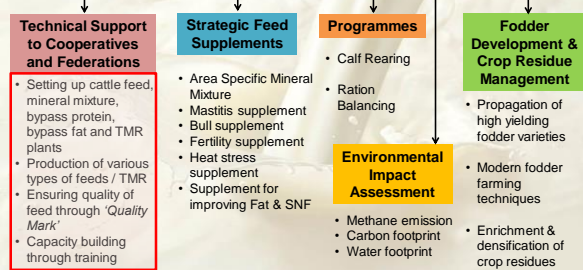 Technical Support
to Cooperatives
and Federations
• Setting up cattle feed,
mineral mixture,
bypass protein,
bypass fat and TMR
plants
• Production of various
types of feeds / TMR
• Ensuring quality of
feed through ‘Quality
Mark’
• Capacity building
through training
Strategic Feed
Supplements
• Area Specific Mineral
Mixture
• Mastitis supplement
• Bull supplement
• Fertility supplement
• Heat stress
supplement
• Supplement for
improving Fat & SNF
Programmes
• Calf Rearing
• Ration
Balancing
Environmental
Impact
Assessment
• Methane emission
• Carbon footprint
• Water footprint
Fodder
Development &
Crop Residue
Management
• Propagation of
high yielding
fodder varieties
• Modern fodder
farming
techniques
• Enrichment &
densification of
crop residues